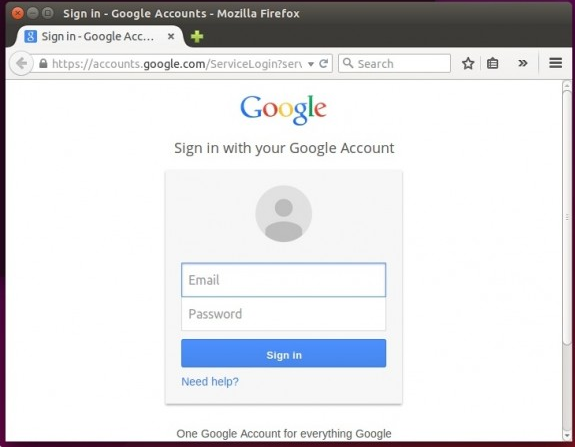 Sign in - Google Accounts - Mozilla Firefox
8 Sign in - Google Acc...
https://accounts.google.com/ServiceLogin?serv
Search
Google
Sign in with your Google Account
Email
Password
Sign in
Need help?
One Google Account for everything Google